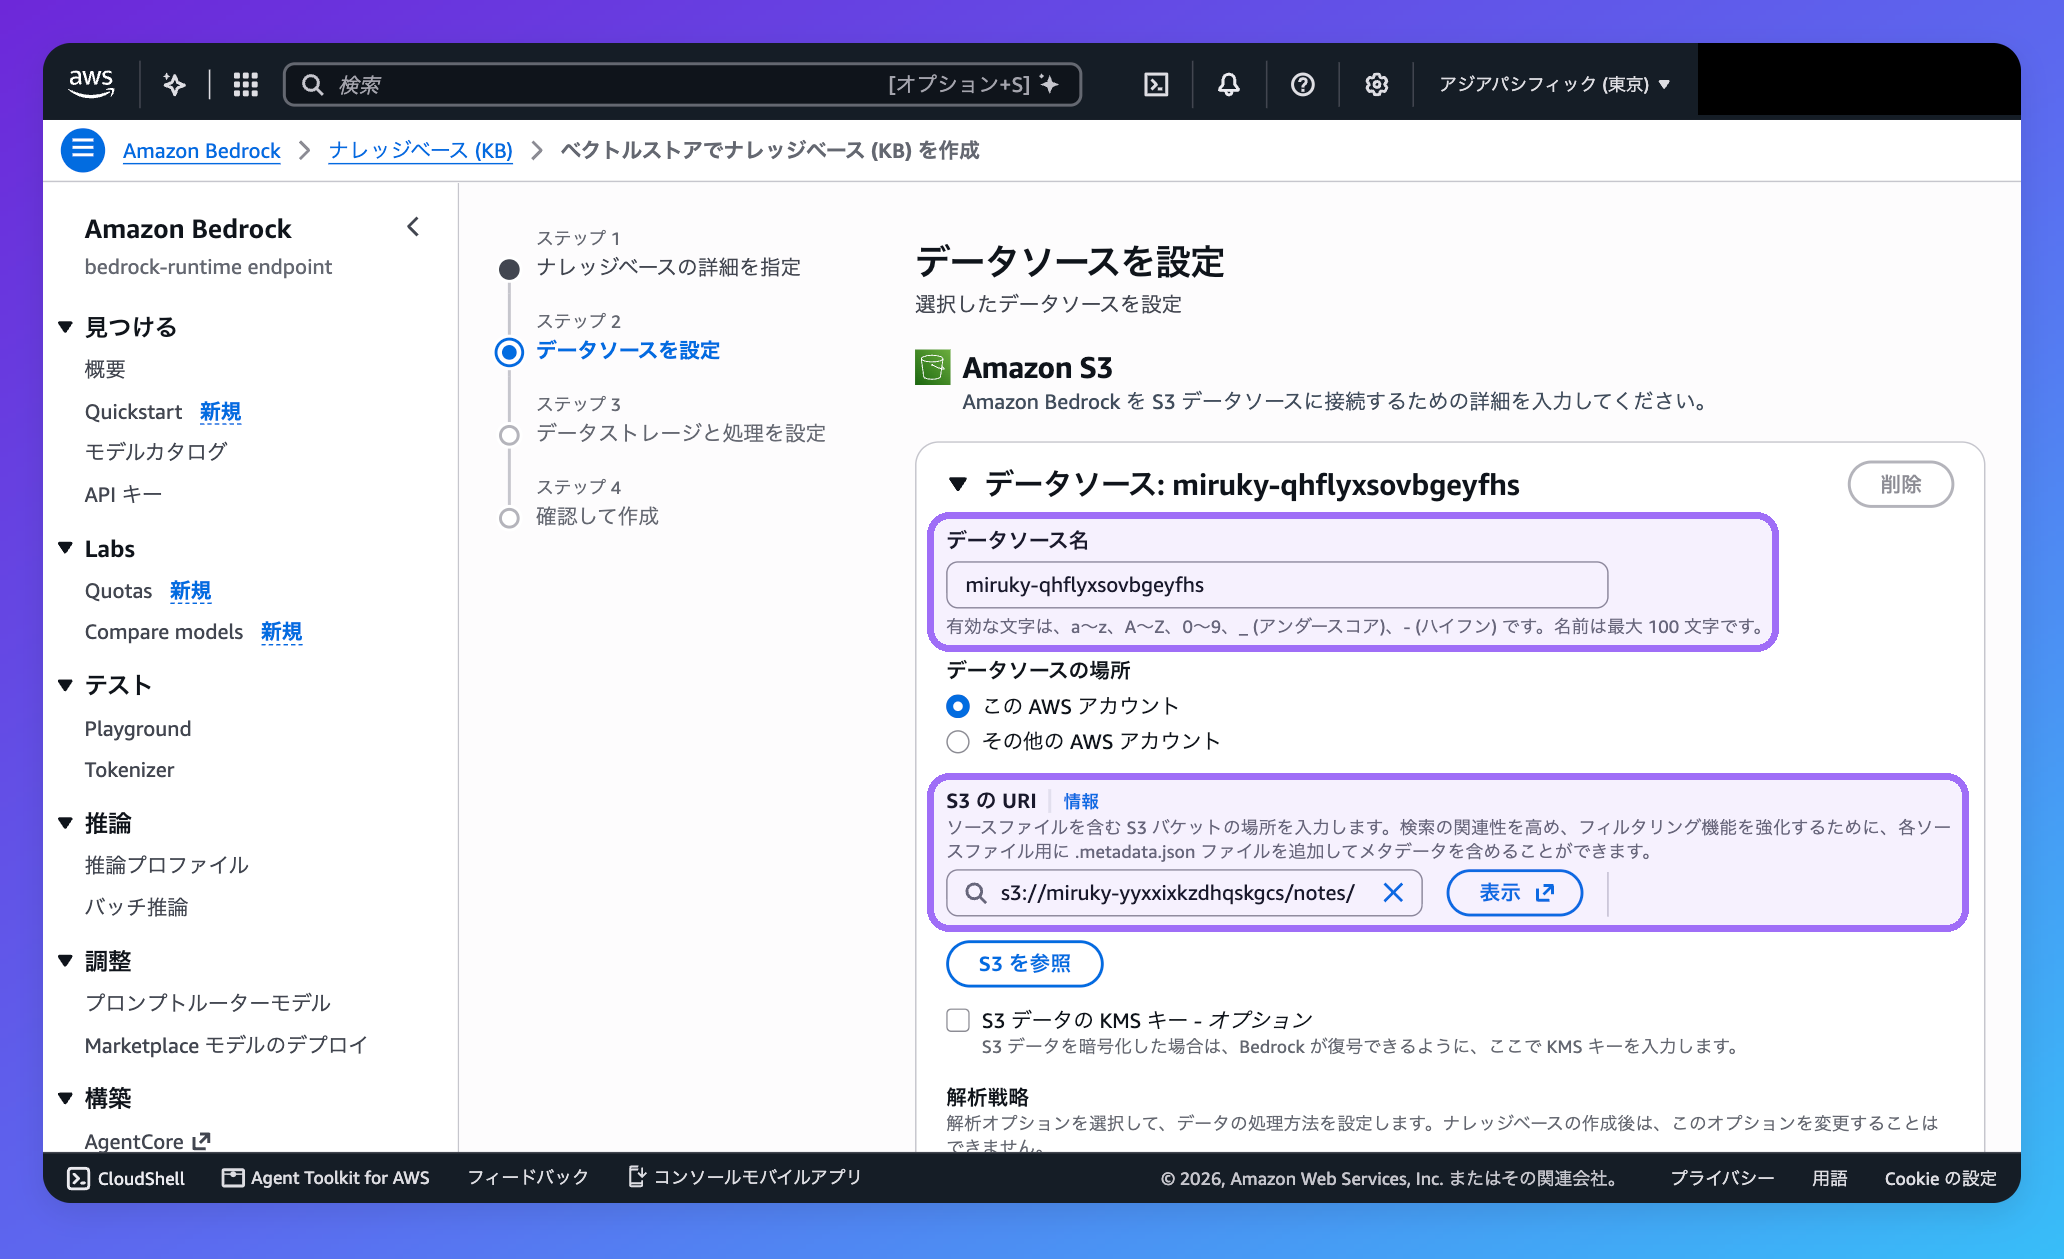 aws
検索
[オプション+S]
アジアパシフィック (東京) ▼
Amazon Bedrock
ナレッジベース (KB)
ベクトルストアでナレッジベース (KB) を作成
Amazon Bedrock
bedrock-runtime endpoint
見つける
概要
Quickstart 新規
モデルカタログ
API キー
Labs
Quotas 新規
Compare models 新規
テスト
Playground
Tokenizer
推論
推論プロファイル
バッチ推論
調整
プロンプトルーターモデル
Marketplace モデルのデプロイ
構築
AgentCore
ステップ 1
ナレッジベースの詳細を指定
ステップ 2
データソースを設定
ステップ 3
データストレージと処理を設定
ステップ 4
確認して作成
データソースを設定
選択したデータソースを設定
Amazon S3
Amazon Bedrock を S3 データソースに接続するための詳細を入力してください。
データソース: miruky-qhflyxsovbgeyfhs
削除
データソース名
miruky-qhflyxsovbgeyfhs
有効な文字は、a〜z、A〜Z、0〜9、_ (アンダースコア)、- (ハイフン) です。名前は最大 100 文字です。
データソースの場所
この AWS アカウント
その他の AWS アカウント
S3 の URI 情報
ソースファイルを含む S3 バケットの場所を入力します。検索の関連性を高め、フィルタリング機能を強化するために、各ソー
スファイル用に .metadata.json ファイルを追加してメタデータを含めることができます。
s3://miruky-yyxxixkzdhqskgcs/notes/
表示
S3 を参照
S3 データの KMS キー - オプション
S3 データを暗号化した場合は、Bedrock が復号できるように、ここで KMS キーを入力します。
解析戦略
解析オプションを選択して、データの処理方法を設定します。ナレッジベースの作成後は、このオプションを変更することは
できません。
CloudShell
Agent Toolkit for AWS
フィードバック
コンソールモバイルアプリ
© 2026, Amazon Web Services, Inc. またはその関連会社。
プライバシー
用語
Cookie の設定